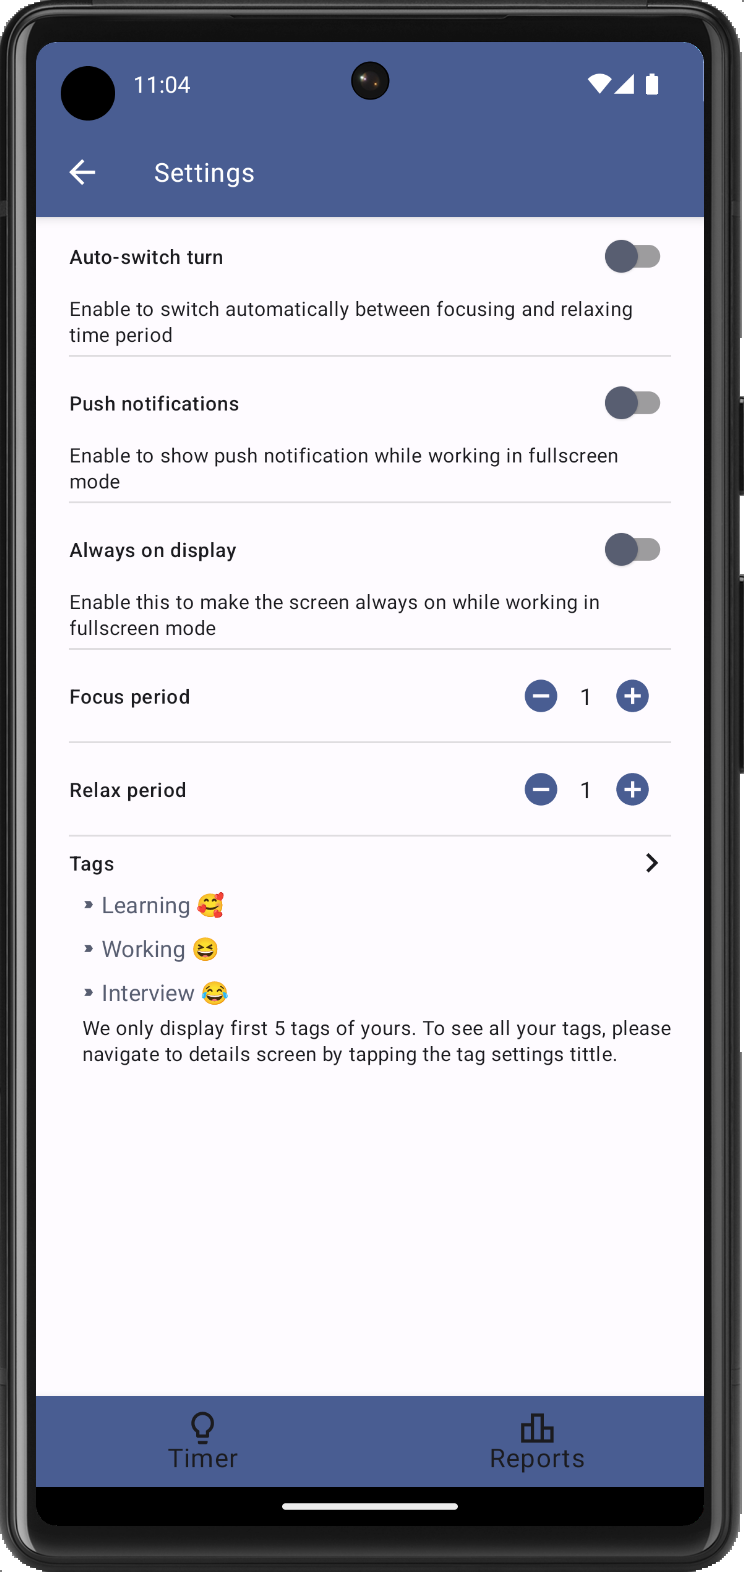 11:04
Settings
Auto-switch turn
Enable to switch automatically between focusing and relaxing
time period
Push notifications
Enable to show push notification while working in fullscreen
mode
Always on display
Enable this to make the screen always on while working in
fullscreen mode
Focus period 1
Relax period 1
Tags
Learning 🥰
Working 😆
Interview 😂
We only display first 5 tags of yours. To see all your tags, please
navigate to details screen by tapping the tag settings tittle.
Timer Reports